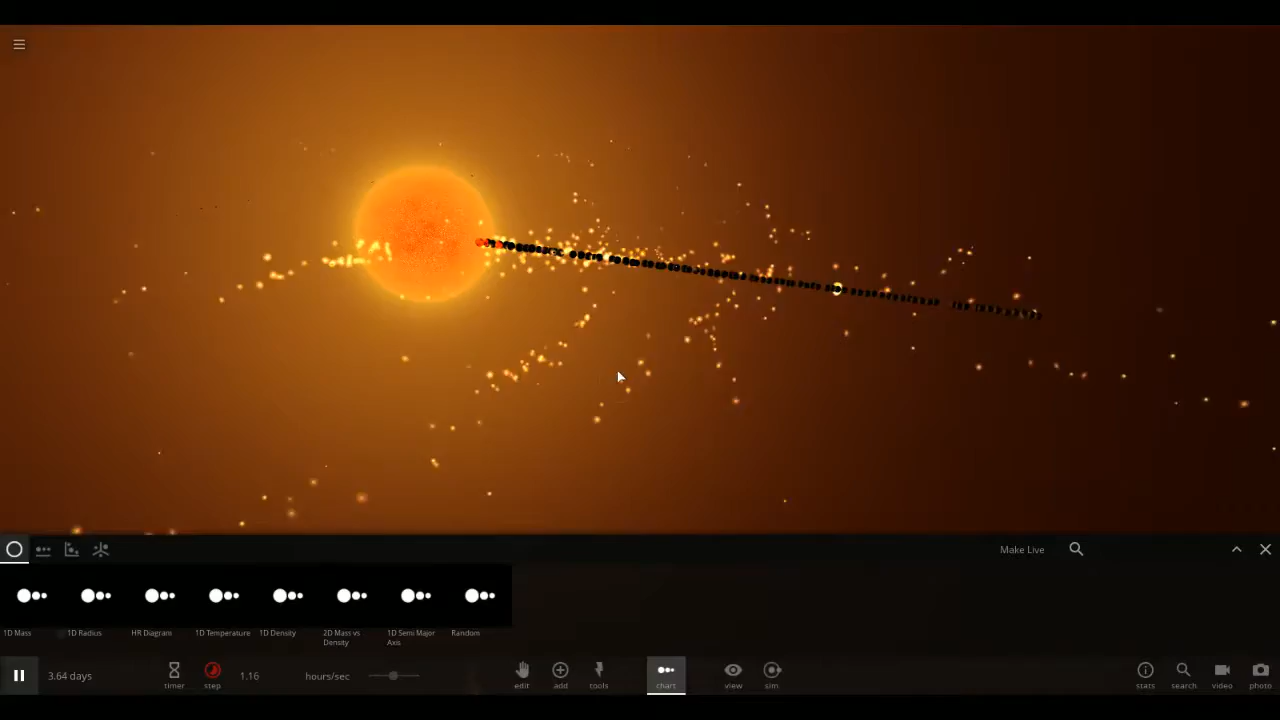 Make Live
1D Mass
1D Radius
HR Diagram
1D Temperature
1D Density
2D Mass vs
Density
1D Semi Major
Axis
Random
3.64 days
timer
step
1.16
hours/sec
edit
add
tools
chart
view
sim
stats
search
video
photo